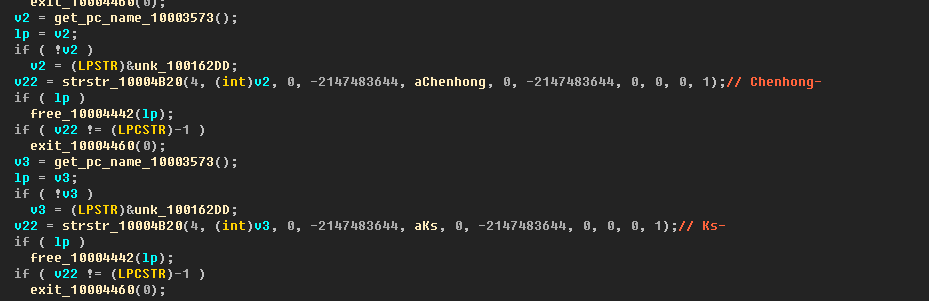 exit_10004460(0);
v2 = get_pc_name_10003573();
lp = v2;
if ( !v2 )
v2 = (LPSTR)&unk_100162DD;
v22 = strstr_10004B20(4, (int)v2, 0, -2147483644, aChenhong, 0, -2147483644, 0, 0, 0, 1);// Chenhong-
if ( lp )
free_10004442(lp);
if ( v22 != (LPCSTR)-1 )
exit_10004460(0);
v3 = get_pc_name_10003573();
lp = v3;
if ( !v3 )
v3 = (LPSTR)&unk_100162DD;
v22 = strstr_10004B20(4, (int)v3, 0, -2147483644, aKs, 0, -2147483644, 0, 0, 0, 1);// Ks-
if ( lp )
free_10004442(lp);
if ( v22 != (LPCSTR)-1 )
exit_10004460(0);